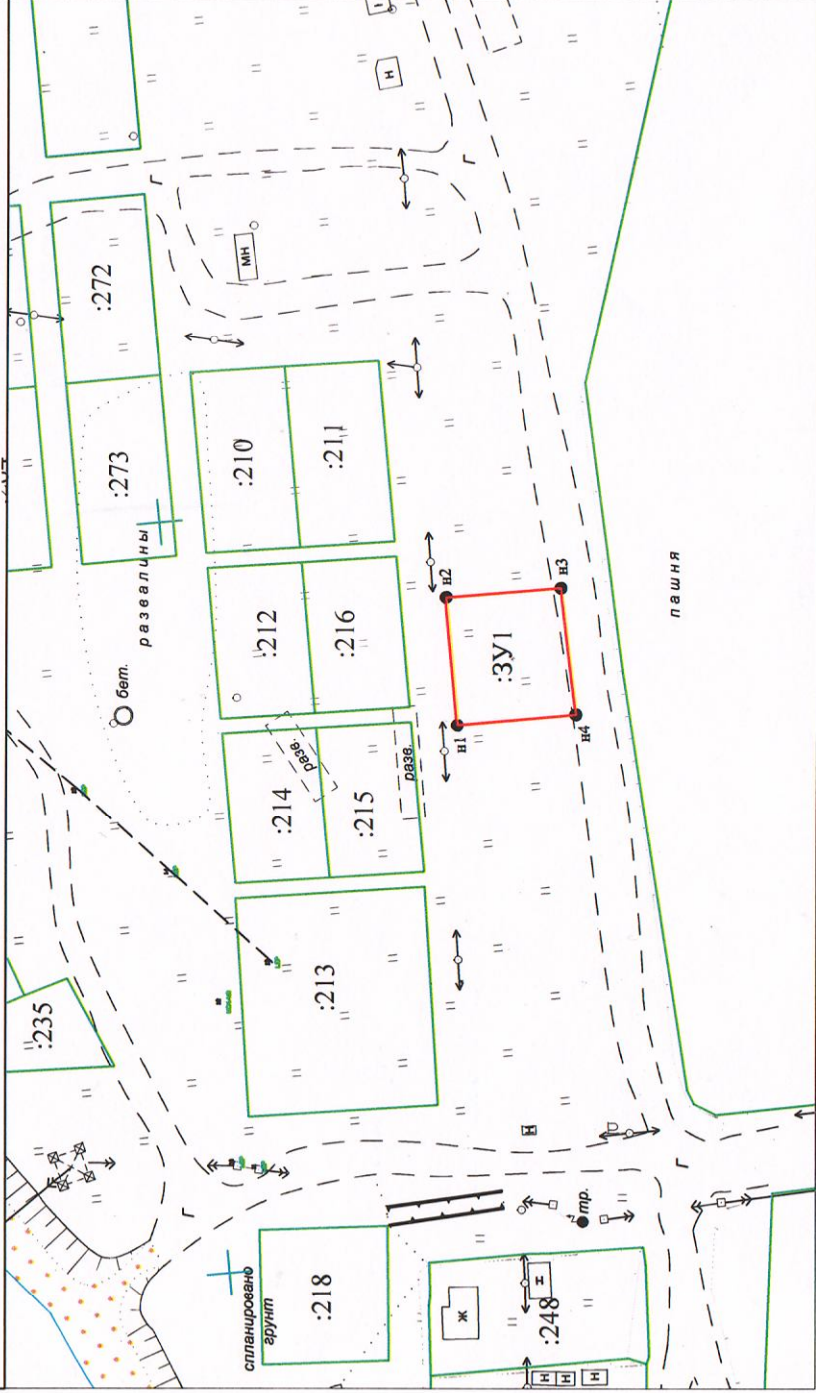 Н
Г
Г
МН
:272
:273
развалины
:210
:211
бет.
:212
:216
н2
н3
:ЗУ1
н1
н4
пашня
разв.
разв.
:214
:215
:213
:235
Н
Г
Г
тр.
спланировано
грунт
:218
Ж
Н
:248
Н
Н
Н